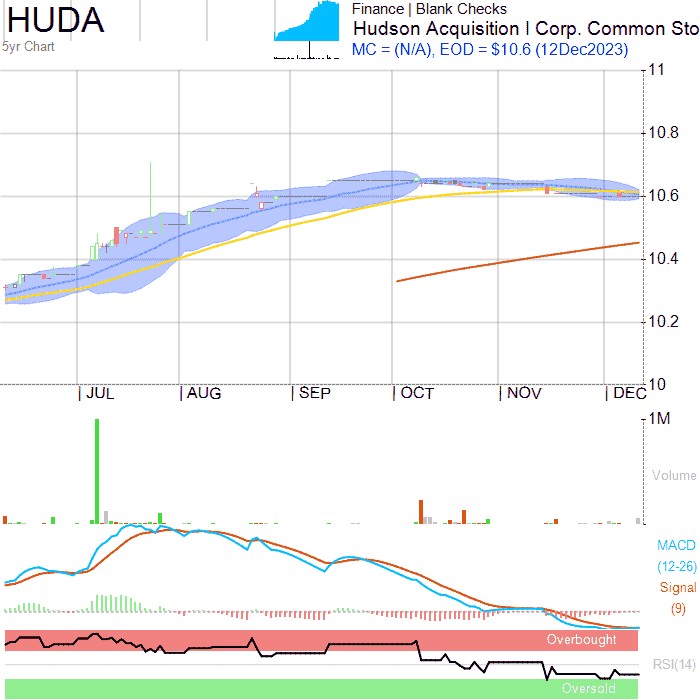 HUDA
5yr Chart
Finance | Blank Checks
Hudson Acquisition I Corp. Common Sto
MC = (N/A), EOD = $10.6 (12Dec2023)
11
10.8
10.6
10.4
10.2
10
JUL AUG SEP OCT NOV DEC
1M
Volume
MACD
(12-26)
Signal
(9)
Overbought
RSI(14)
Oversold